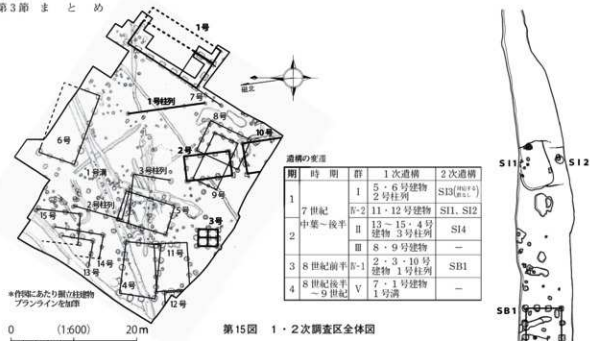 第3節 まとめ
1号
磁北
1号柱列
7号
8号
10号
6号
2号
1号溝
3号柱列
9号
2号柱列
5号
15号
3号
14号
13号
11号
4号
12号
*作図にあたり掘立柱建物
プランラインを加筆
0 (1:600) 20m
遺構の変遷
期 時期 群 1次遺構 2次遺構
1 7世紀 中葉~後半 I 5・6号建物 2号柱列 SI3
Ⅳ-2 11・12号建物 SI1、SI2
2 Ⅱ 13~15・4号建物 3号柱列 -
Ⅲ 8・9号建物 -
3 8世紀前半 Ⅳ-1 2・3・10号建物 1号柱列 SB1
4 8世紀後半~9世紀 V 7・1号建物 1号溝 -
SI1
SI2
SB1
第15図 1・2次調査区全体図